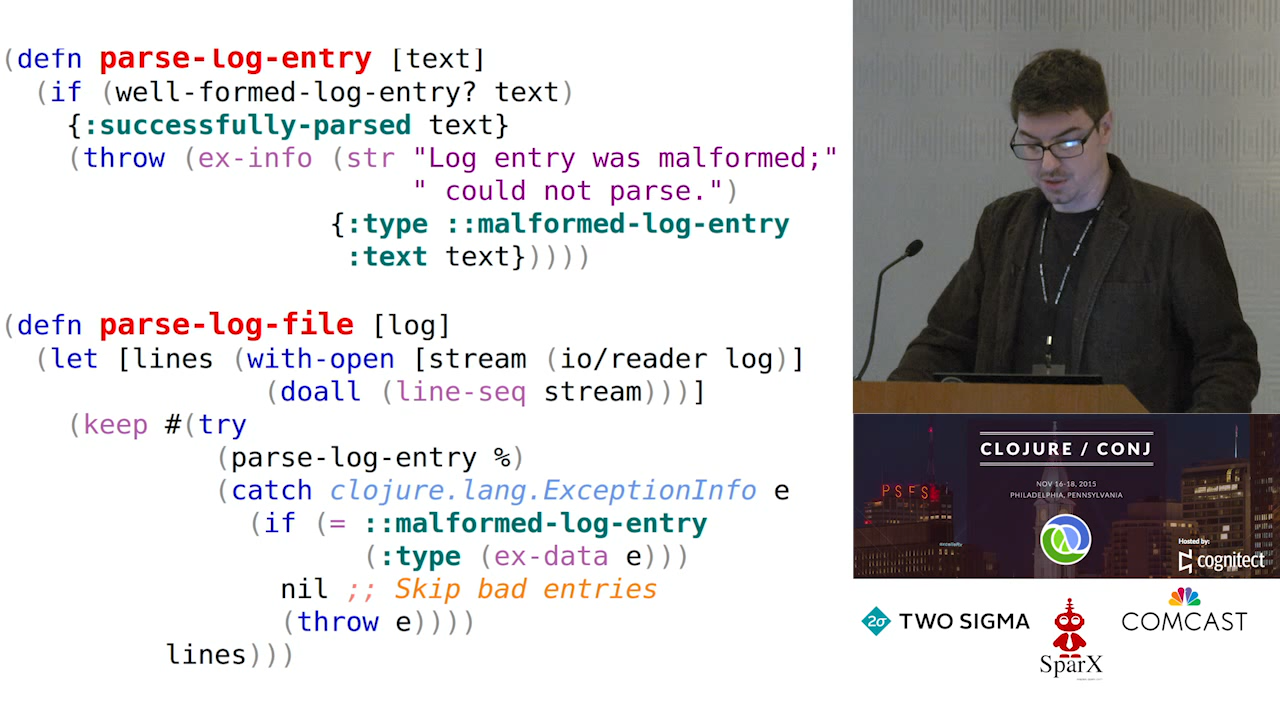 (defn parse-log-entry [text]
  (if (well-formed-log-entry? text)
    {:successfully-parsed text}
    (throw (ex-info (str "Log entry was malformed;"
                         " could not parse.")
                    {:type ::malformed-log-entry
                     :text text}))))
(defn parse-log-file [log]
  (let [lines (with-open [stream (io/reader log)]
                (doall (line-seq stream)))]
    (keep #(try
             (parse-log-entry %)
             (catch clojure.lang.ExceptionInfo e
               (if (= ::malformed-log-entry
                      (:type (ex-data e)))
                 nil ;; Skip bad entries
                 (throw e))))
          lines)))
CLOJURE / CONJ
NOV 16-18, 2015
PHILADELPHIA, PENNSYLVANIA
PSFS
Hosted by:
cognitect
2σ TWO SIGMA
SparX
COMCAST